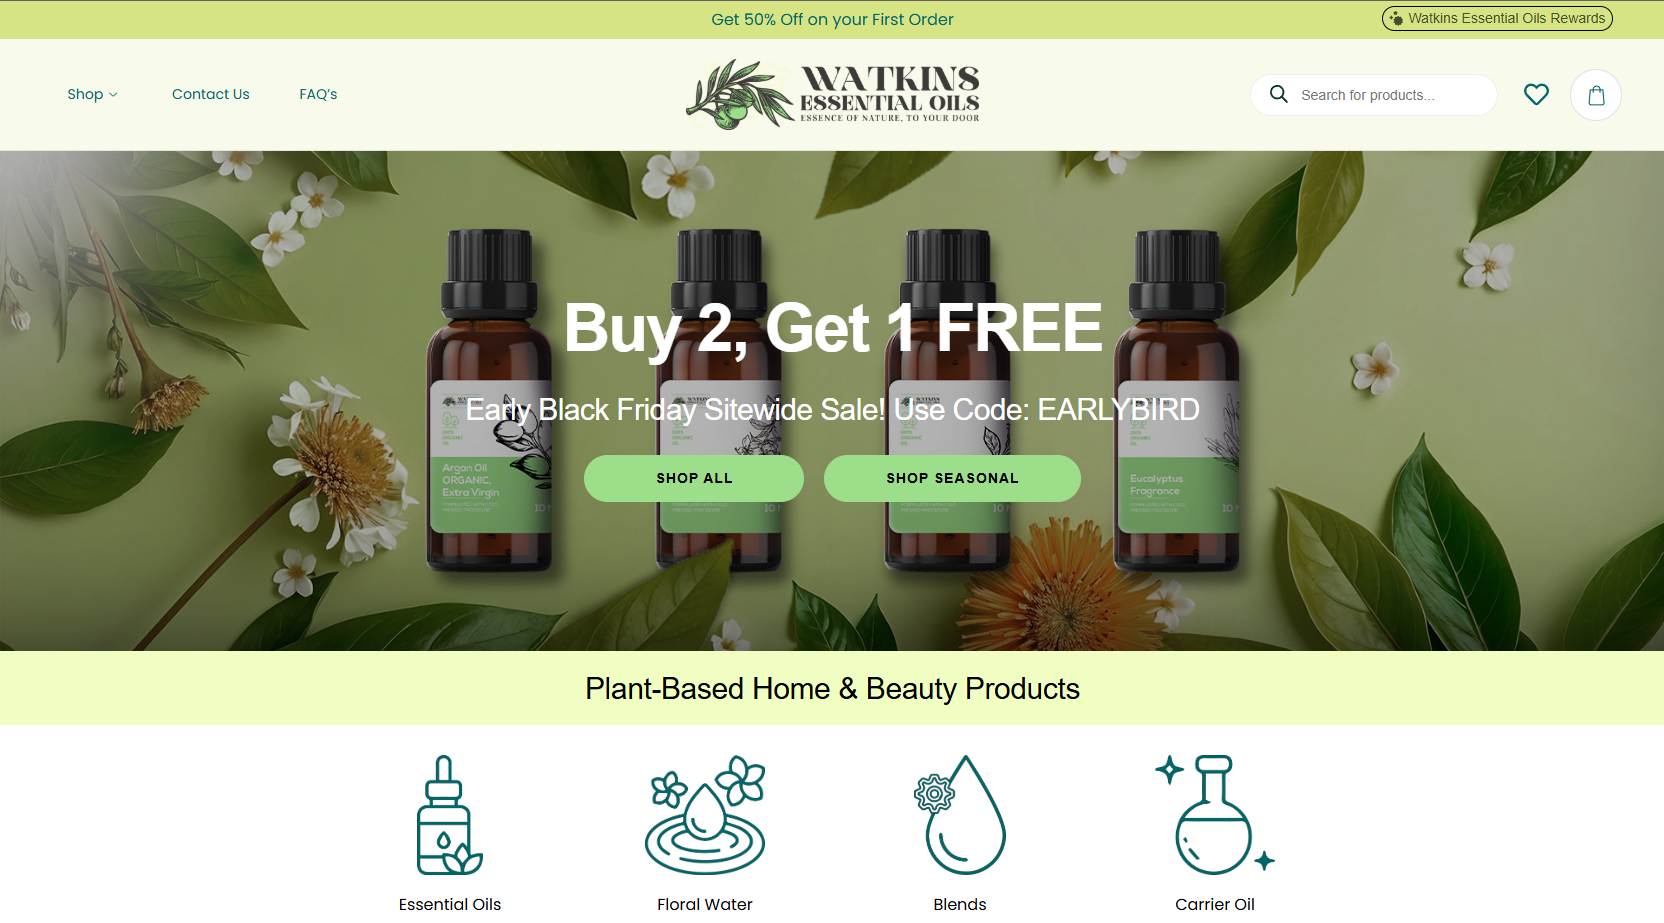 Get 50% Off on your First Order
Watkins Essential Oils Rewards
Shop
Contact Us
FAQ's
WATKINS
ESSENTIAL OILS
ESSENCE OF NATURE, TO YOUR DOOR
Search for products...
Buy 2, Get 1 FREE
Early Black Friday Sitewide Sale! Use Code: EARLYBIRD
Argan Oil
ORGANIC,
Extra Virgin
Eucalyptus
Fragrance
SHOP ALL
SHOP SEASONAL
Plant-Based Home & Beauty Products
Essential Oils
Floral Water
Blends
Carrier Oil